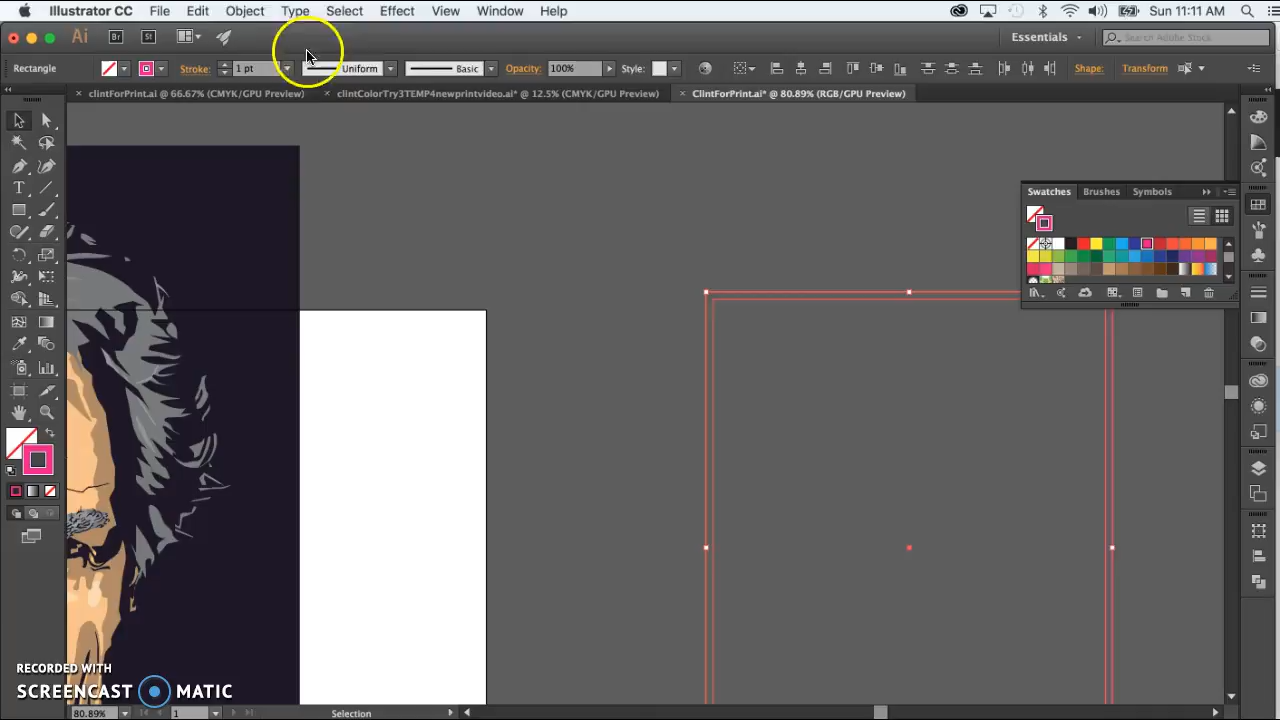 Illustrator CC File Edit Object Type Select Effect View Window Help Sun 11:11 AM
Ai Br St Essentials Search Adobe Stock
Rectangle Stroke: 1 pt Uniform Basic Opacity: 100% Style: Shape: Transform
× clintForPrint.ai @ 66.67% (CMYK/GPU Preview) × clintColorTry3TEMP4newprintvideo.ai* @ 12.5% (CMYK/GPU Preview) × ClintForPrint.ai* @ 80.89% (RGB/GPU Preview)
Swatches Brushes Symbols
RECORDED WITH
SCREENCAST MATIC
80.89% 1 Selection